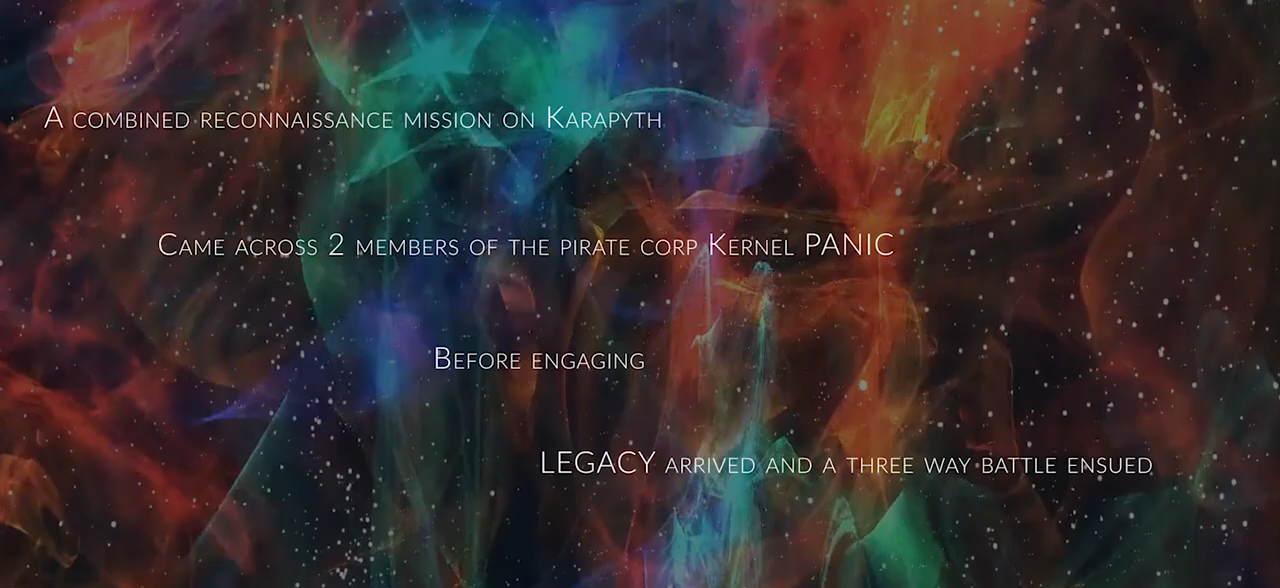 A combined reconnaissance mission on Karapyth
Came across 2 members of the pirate corp Kernel PANIC
Before engaging
LEGACY arrived and a three way battle ensued